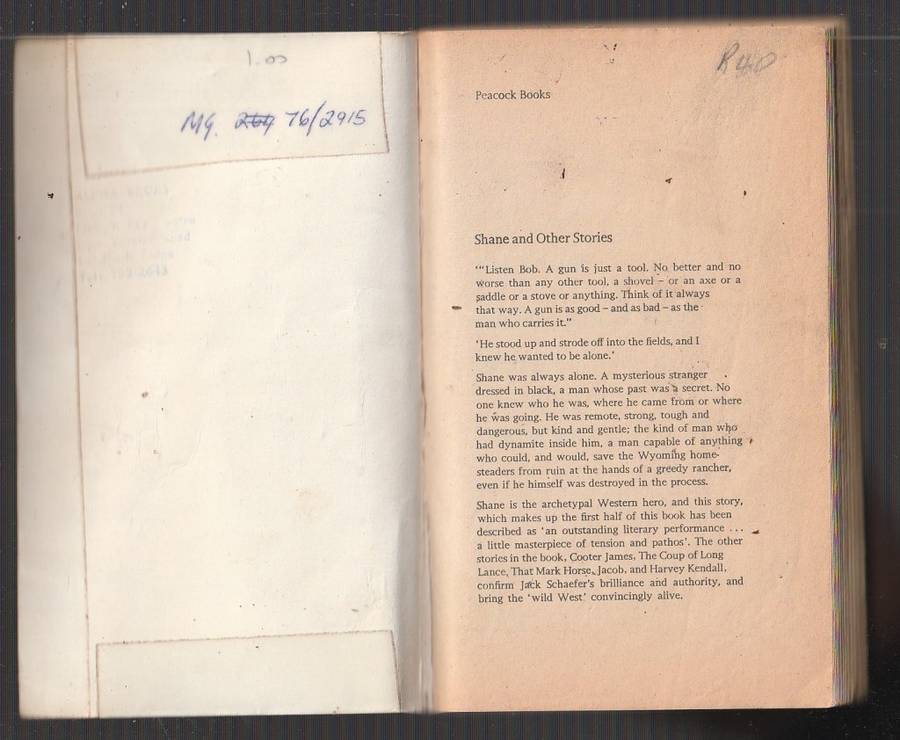 1.00
MG. 264 76/2915
R40
Peacock Books
Shane and Other Stories
'"Listen Bob. A gun is just a tool. No better and no
worse than any other tool, a shovel – or an axe or a
saddle or a stove or anything. Think of it always
that way. A gun is as good – and as bad – as the
man who carries it."
'He stood up and strode off into the fields, and I
knew he wanted to be alone.'
Shane was always alone. A mysterious stranger
dressed in black, a man whose past was a secret. No
one knew who he was, where he came from or where
he was going. He was remote, strong, tough and
dangerous, but kind and gentle; the kind of man who
had dynamite inside him, a man capable of anything
who could, and would, save the Wyoming home-
steaders from ruin at the hands of a greedy rancher,
even if he himself was destroyed in the process.
Shane is the archetypal Western hero, and this story,
which makes up the first half of this book has been
described as 'an outstanding literary performance ...
a little masterpiece of tension and pathos'. The other
stories in the book, Cooter James, The Coup of Long
Lance, That Mark Horse, Jacob, and Harvey Kendall,
confirm Jack Schaefer's brilliance and authority, and
bring the 'wild West' convincingly alive.